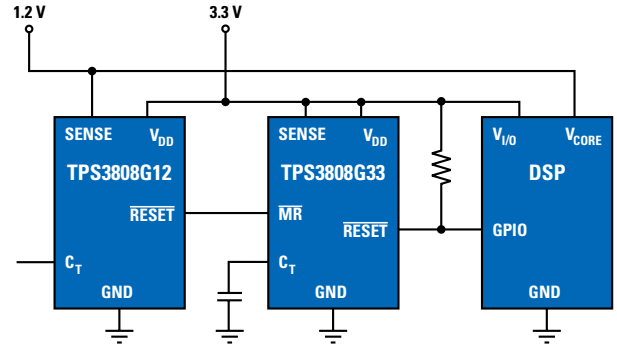 1.2 V
3.3 V
SENSE
VDD
TPS3808G12
RESET
CT
GND
SENSE
VDD
TPS3808G33
MR
RESET
CT
GND
VI/O
VCORE
DSP
GPIO
GND